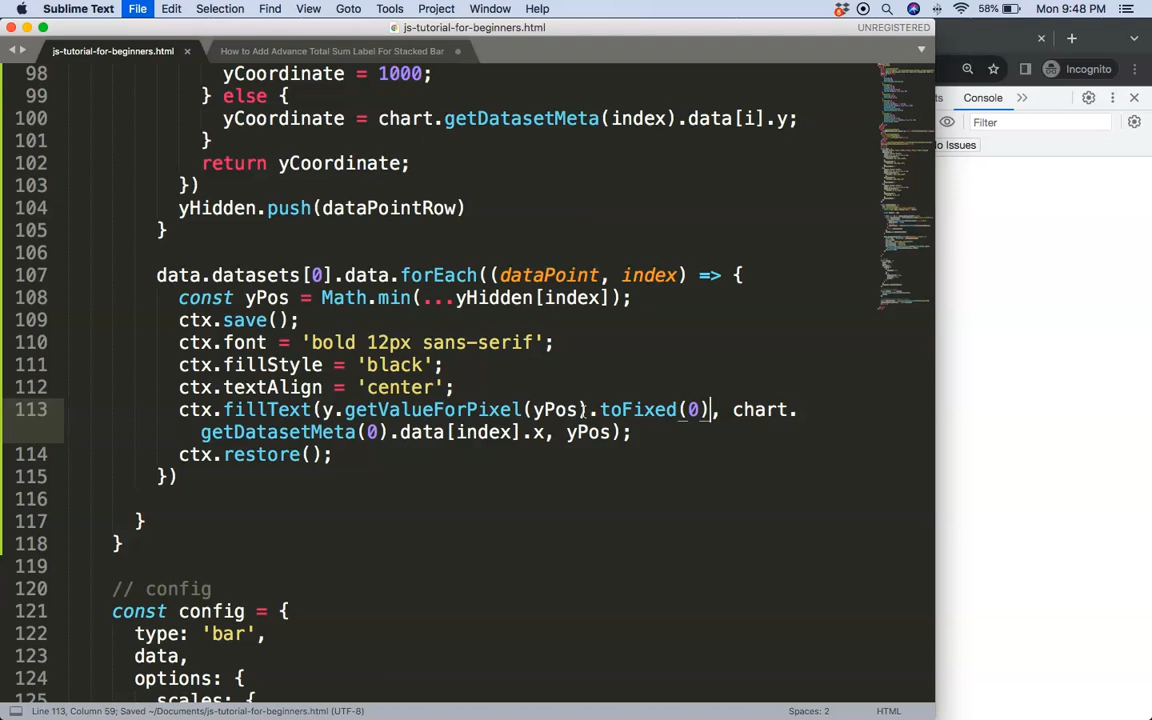 Sublime Text File Edit Selection Find View Goto Tools Project Window Help 58% Mon 9:48 PM
js-tutorial-for-beginners.html UNREGISTERED
js-tutorial-for-beginners.html How to Add Advance Total Sum Label For Stacked Bar
Incognito
Console
Filter
o Issues
98 yCoordinate = 1000;
99 } else {
100 yCoordinate = chart.getDatasetMeta(index).data[i].y;
101 }
102 return yCoordinate;
103 })
104 yHidden.push(dataPointRow)
105 }
106
107 data.datasets[0].data.forEach((dataPoint, index) => {
108 const yPos = Math.min(...yHidden[index]);
109 ctx.save();
110 ctx.font = 'bold 12px sans-serif';
111 ctx.fillStyle = 'black';
112 ctx.textAlign = 'center';
113 ctx.fillText(y.getValueForPixel(yPos).toFixed(0), chart.
getDatasetMeta(0).data[index].x, yPos);
114 ctx.restore();
115 })
116
117 }
118 }
119
120 // config
121 const config = {
122 type: 'bar',
123 data,
124 options: {
125 scales: {
Line 113, Column 59; Saved ~/Documents/js-tutorial-for-beginners.html (UTF-8) Spaces: 2 HTML